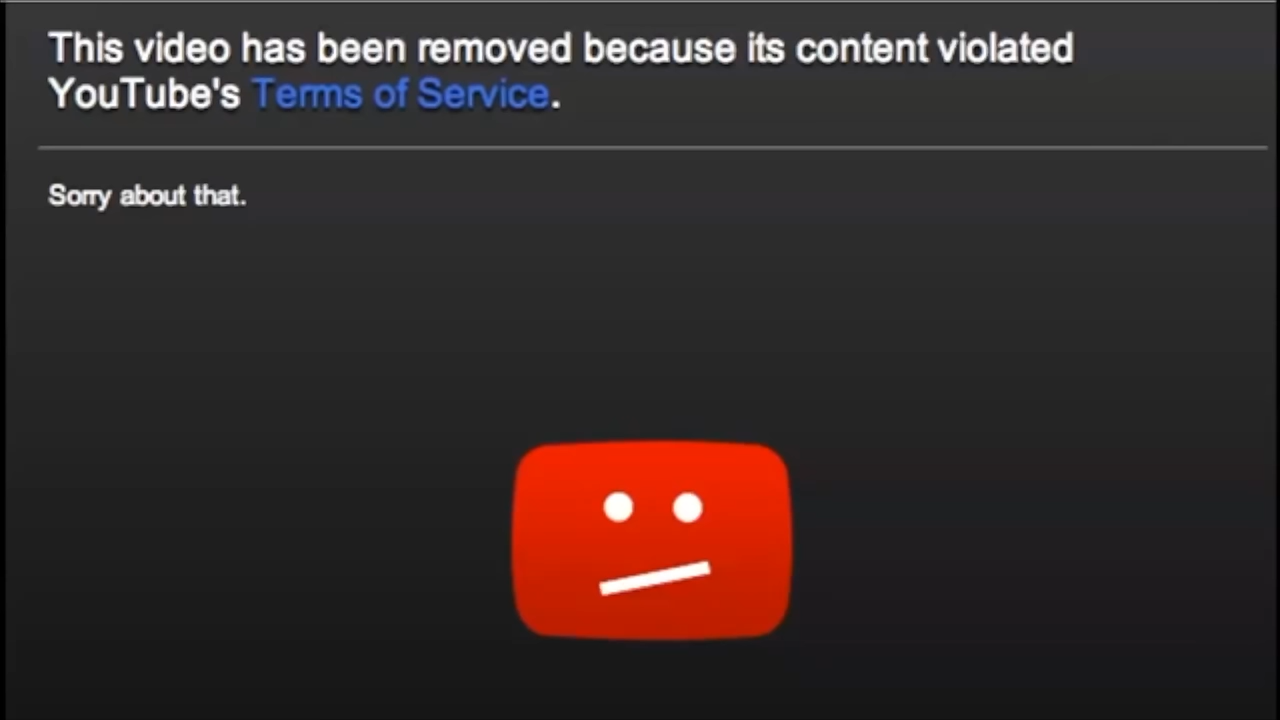 This video has been removed because its content violated
YouTube's Terms of Service.
Sorry about that.